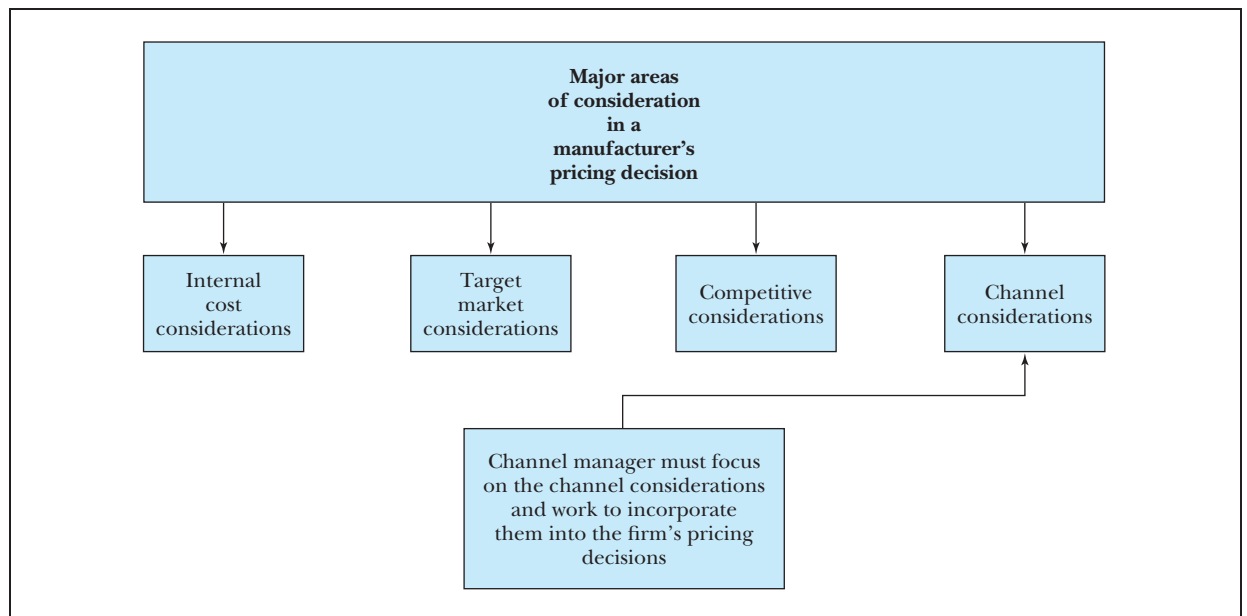 Major areas
of consideration
in a
manufacturer's
pricing decision
Internal
cost
considerations
Target
market
considerations
Competitive
considerations
Channel
considerations
Channel manager must focus
on the channel considerations
and work to incorporate
them into the firm's pricing
decisions